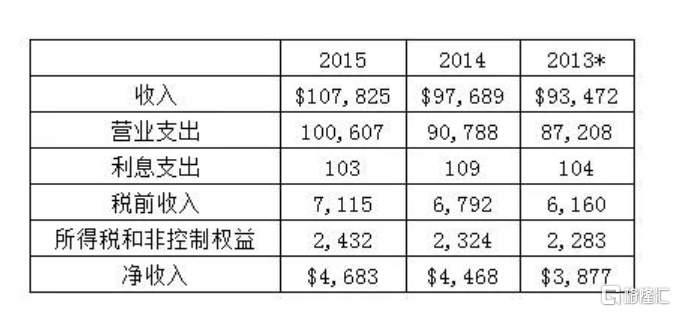 2015 2014 2013*
收入 $107,825 $97,689 $93,472
营业支出 100,607 90,788 87,208
利息支出 103 109 104
税前收入 7,115 6,792 6,160
所得税和非控制权益 2,432 2,324 2,283
净收入 $4,683 $4,468 $3,877
格隆汇